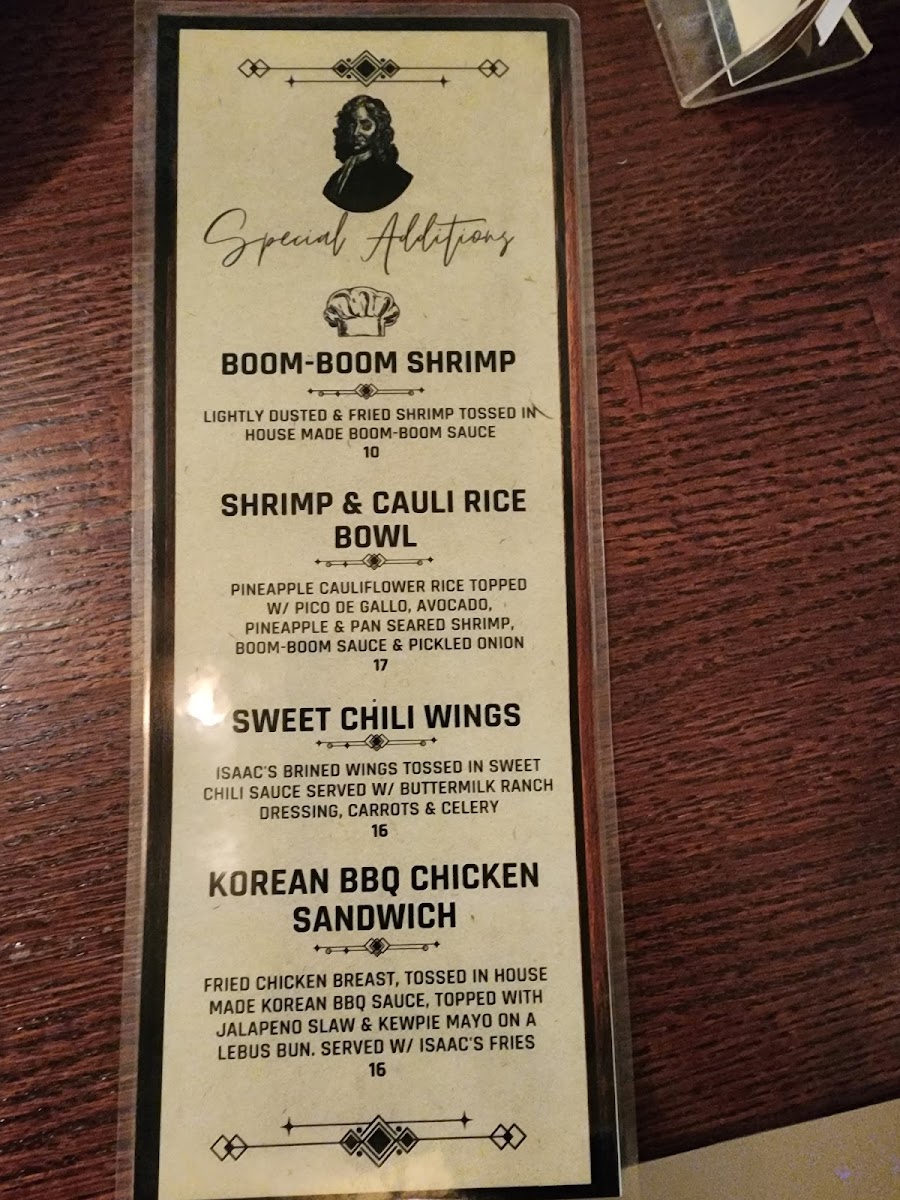 Special Additions
BOOM-BOOM SHRIMP
LIGHTLY DUSTED & FRIED SHRIMP TOSSED IN
HOUSE MADE BOOM-BOOM SAUCE
10
SHRIMP & CAULI RICE
BOWL
PINEAPPLE CAULIFLOWER RICE TOPPED
W/ PICO DE GALLO, AVOCADO,
PINEAPPLE & PAN SEARED SHRIMP,
BOOM-BOOM SAUCE & PICKLED ONION
17
SWEET CHILI WINGS
ISAAC'S BRINED WINGS TOSSED IN SWEET
CHILI SAUCE SERVED W/ BUTTERMILK RANCH
DRESSING, CARROTS & CELERY
16
KOREAN BBQ CHICKEN
SANDWICH
FRIED CHICKEN BREAST, TOSSED IN HOUSE
MADE KOREAN BBQ SAUCE, TOPPED WITH
JALAPENO SLAW & KEWPIE MAYO ON A
LEBUS BUN. SERVED W/ ISAAC'S FRIES
16